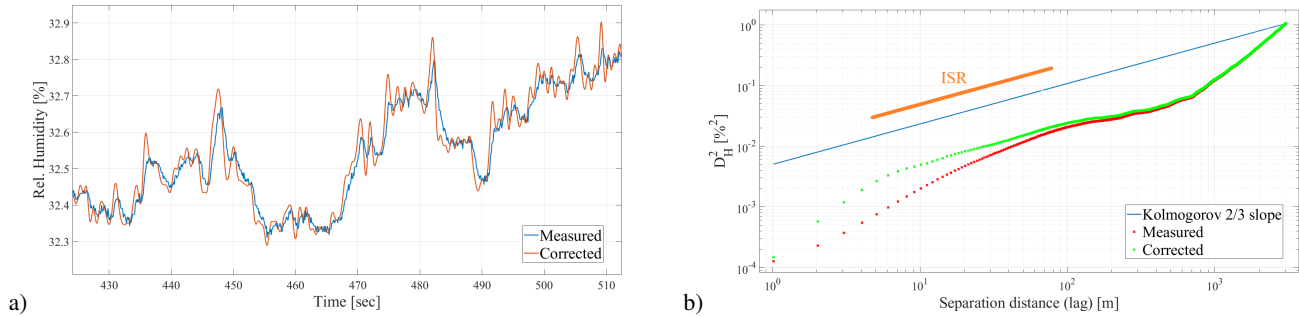 32.9
32.8
32.7
32.6
32.5
32.4
32.3
Rel. Humidity [%]
430 440 450 460 470 480 490 500 510
Time [sec]
Measured
Corrected
a)
10^0
10^-1
10^-2
10^-3
10^-4
D_H^2 [%^2]
ISR
Kolmogorov 2/3 slope
Measured
Corrected
10^0 10^1 10^2 10^3
Separation distance (lag) [m]
b)